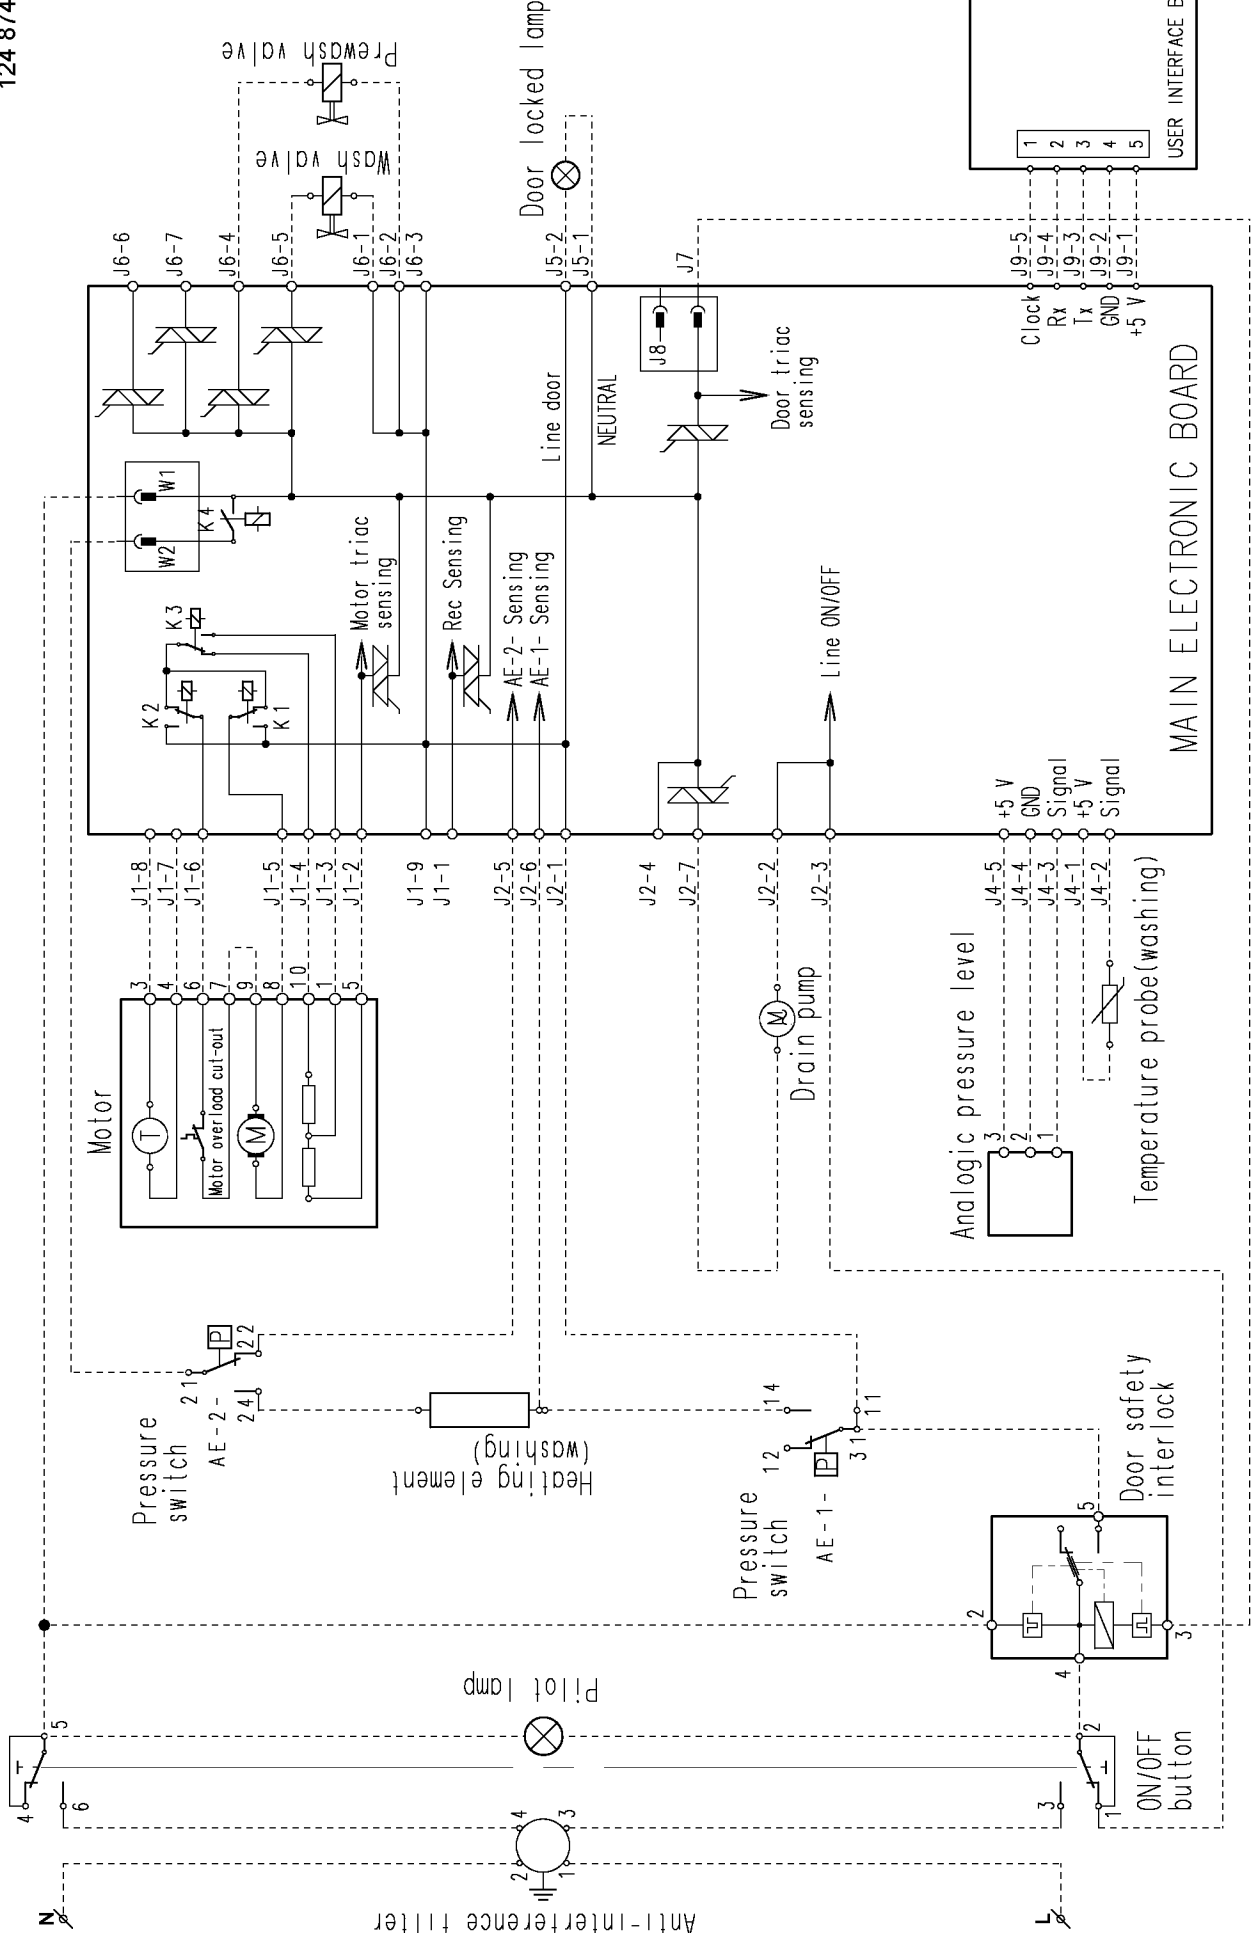 124 874
Prewash valve
Wash valve
Door locked lamp
J6-6
J6-7
J6-4
J6-5
J6-1
J6-2
J6-3
J5-2
J5-1
J7
J9-5
J9-4
J9-3
J9-2
J9-1
1
2
3
4
5
USER INTERFACE B
Clock
Rx
Tx
GND
+5 V
J8
Door triac
sensing
Line door
NEUTRAL
W1
W2
K4
K3
K2
K1
Motor triac
sensing
Rec Sensing
AE-2- Sensing
AE-1- Sensing
Line ON/OFF
MAIN ELECTRONIC BOARD
+5 V
GND
Signal
+5 V
Signal
J1-8
J1-7
J1-6
J1-5
J1-4
J1-3
J1-2
J1-9
J1-1
J2-5
J2-6
J2-1
J2-4
J2-7
J2-2
J2-3
J4-5
J4-4
J4-3
J4-1
J4-2
3
4
6
7
9
8
10
1
5
Motor
T
Motor overload cut-out
M
M
Drain pump
Analogic pressure level
3
2
1
Temperature probe(washing)
Pressure
switch
AE-2-
P
21
22
24
Heating element
(washing)
Pressure
switch
AE-1-
P
14
12
11
31
Door safety
interlock
2
5
4
3
Pilot lamp
5
4
6
2
3
1
ON/OFF
button
4
3
2
1
N
L
Anti-interference filter